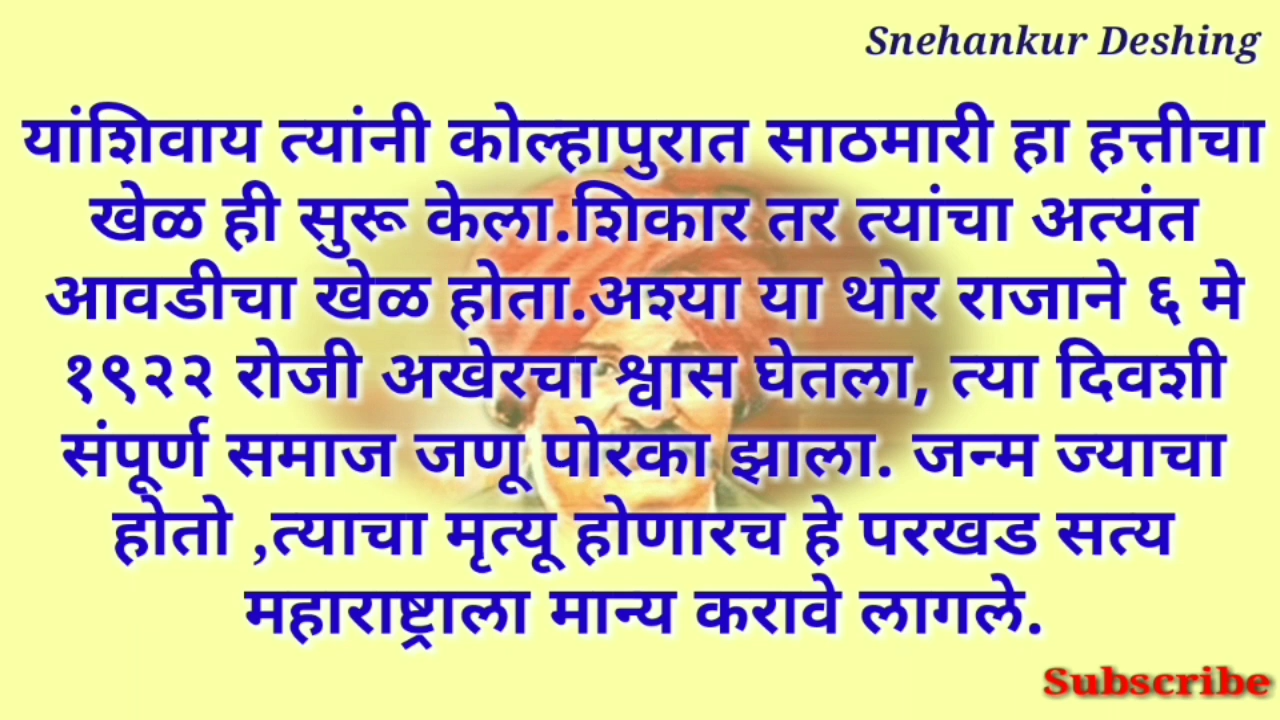 Snehankur Deshing
यांशिवाय त्यांनी कोल्हापुरात साठमारी हा हत्तीचा
खेळ ही सुरू केला.शिकार तर त्यांचा अत्यंत
आवडीचा खेळ होता.अश्या या थोर राजाने ६ मे
१९२२ रोजी अखेरचा श्वास घेतला, त्या दिवशी
संपूर्ण समाज जणू पोरका झाला. जन्म ज्याचा
होतो ,त्याचा मृत्यू होणारच हे परखड सत्य
महाराष्ट्राला मान्य करावे लागले.
Subscribe